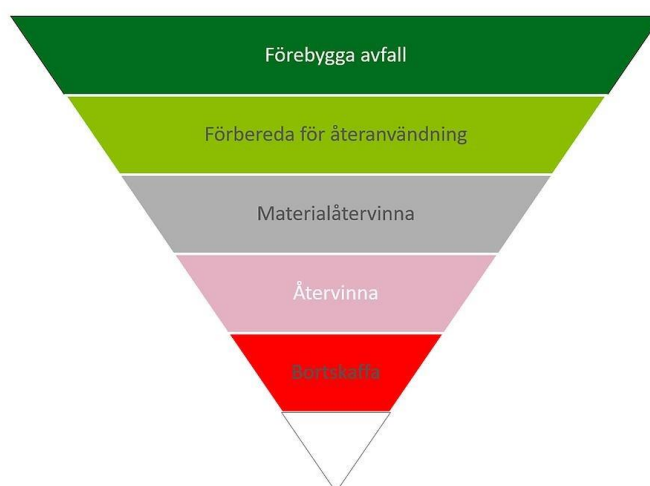 Förebygga avfall
Förbereda för återanvändning
Materialåtervinna
Återvinna
Bortskaffa